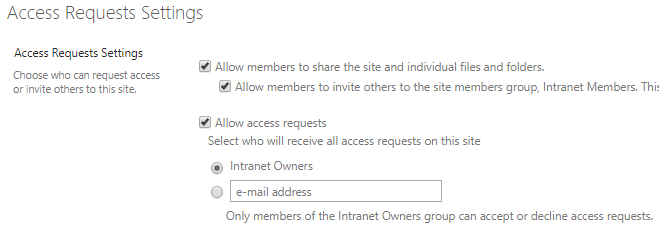 Access Requests Settings
Access Requests Settings
Choose who can request access
or invite others to this site.
Allow members to share the site and individual files and folders.
Allow members to invite others to the site members group, Intranet Members. This
Allow access requests
Select who will receive all access requests on this site
Intranet Owners
e-mail address
Only members of the Intranet Owners group can accept or decline access requests.